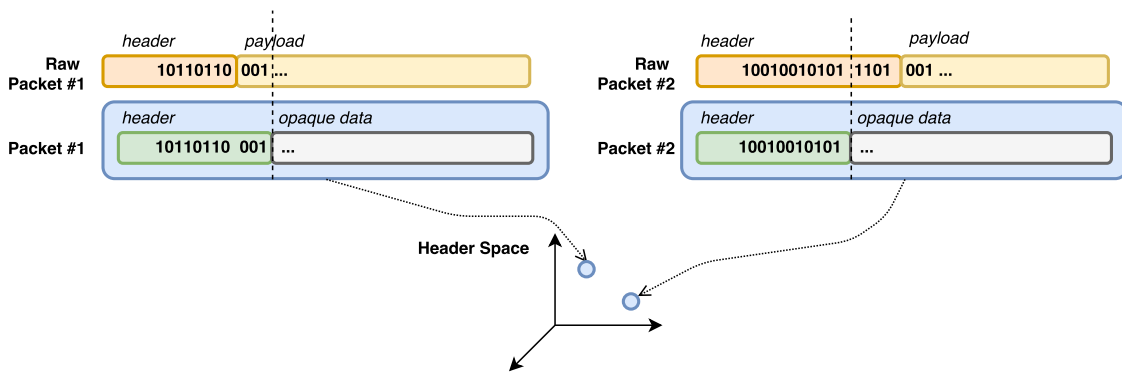 header payload
Raw Packet #1
10110110 001 ...
header opaque data
Packet #1
10110110 001 ...
header payload
Raw Packet #2
10010010101 1101 001 ...
header opaque data
Packet #2
10010010101 ...
Header Space